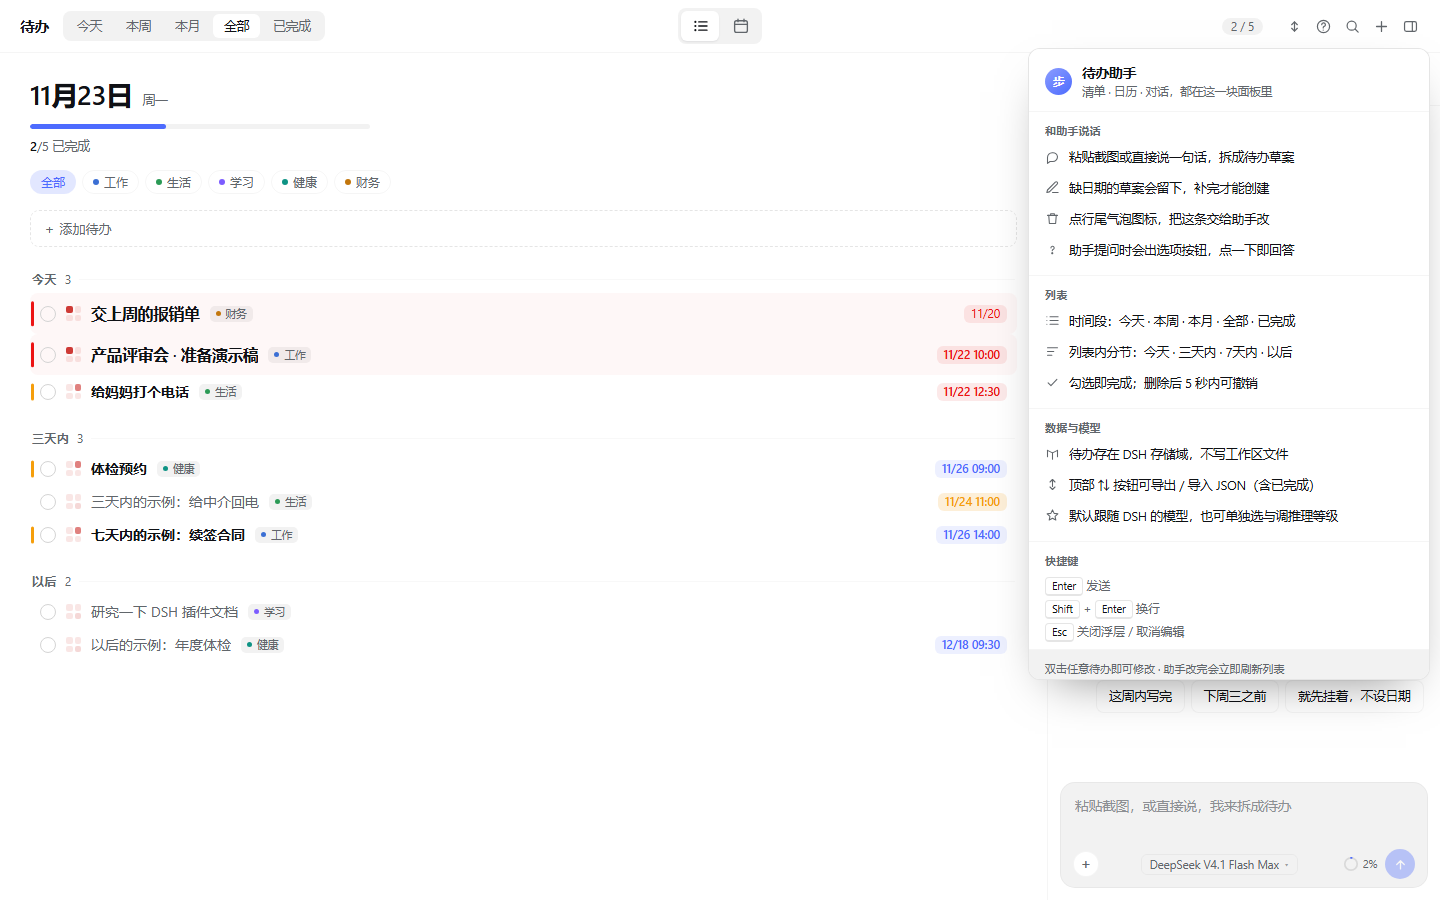 待办 今天 本周 本月 全部 已完成 2 / 5
11月23日 周一
2/5 已完成
全部 工作 生活 学习 健康 财务
+ 添加待办
今天 3
交上周的报销单 财务 11/20
产品评审会 · 准备演示稿 工作 11/22 10:00
给妈妈打个电话 生活 11/22 12:30
三天内 3
体检预约 健康 11/26 09:00
三天内的示例：给中介回电 生活 11/24 11:00
七天内的示例：续签合同 工作 11/26 14:00
以后 2
研究一下 DSH 插件文档 学习
以后的示例：年度体检 健康 12/18 09:30
步 待办助手
清单 · 日历 · 对话，都在这一块面板里
和助手说话
粘贴截图或直接说一句话，拆成待办草案
缺日期的草案会留下，补完才能创建
点行尾气泡图标，把这条交给助手改
? 助手提问时会出选项按钮，点一下即回答
列表
时间段：今天 · 本周 · 本月 · 全部 · 已完成
列表内分节：今天 · 三天内 · 7天内 · 以后
勾选即完成；删除后 5 秒内可撤销
数据与模型
待办存在 DSH 存储域，不写工作区文件
顶部 ⇅ 按钮可导出 / 导入 JSON（含已完成）
默认跟随 DSH 的模型，也可单独选与调推理等级
快捷键
Enter 发送
Shift + Enter 换行
Esc 关闭浮层 / 取消编辑
双击任意待办即可修改 · 助手改完会立即刷新列表
这周内写完 下周三之前 就先挂着，不设日期
粘贴截图，或直接说，我来拆成待办
+ DeepSeek V4.1 Flash Max 2%